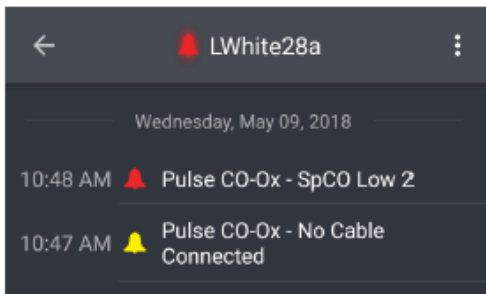 LWhite28a
Wednesday, May 09, 2018
10:48 AM Pulse CO-Ox - SpCO Low 2
10:47 AM Pulse CO-Ox - No Cable
Connected